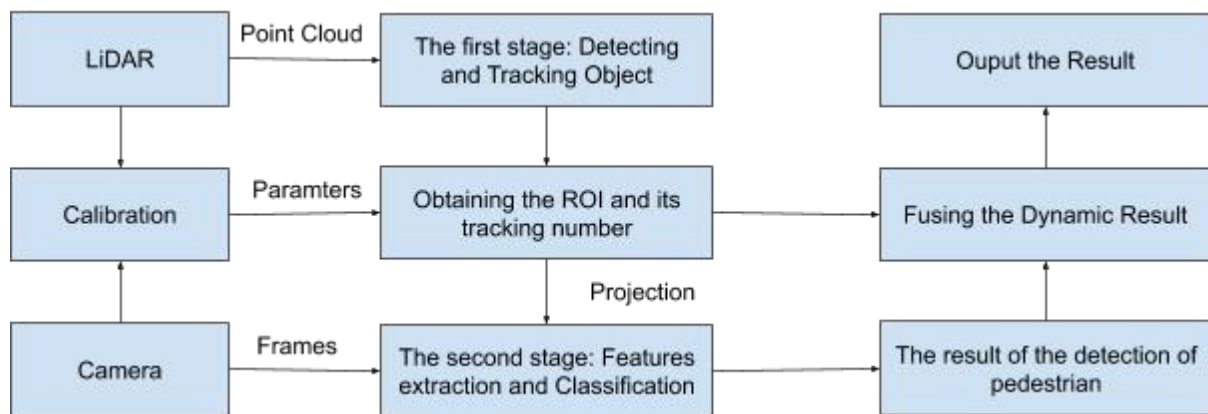 LiDAR
Point Cloud
The first stage: Detecting
and Tracking Object
Ouput the Result
Calibration
Paramters
Obtaining the ROI and its
tracking number
Fusing the Dynamic Result
Projection
Camera
Frames
The second stage: Features
extraction and Classification
The result of the detection of
pedestrian